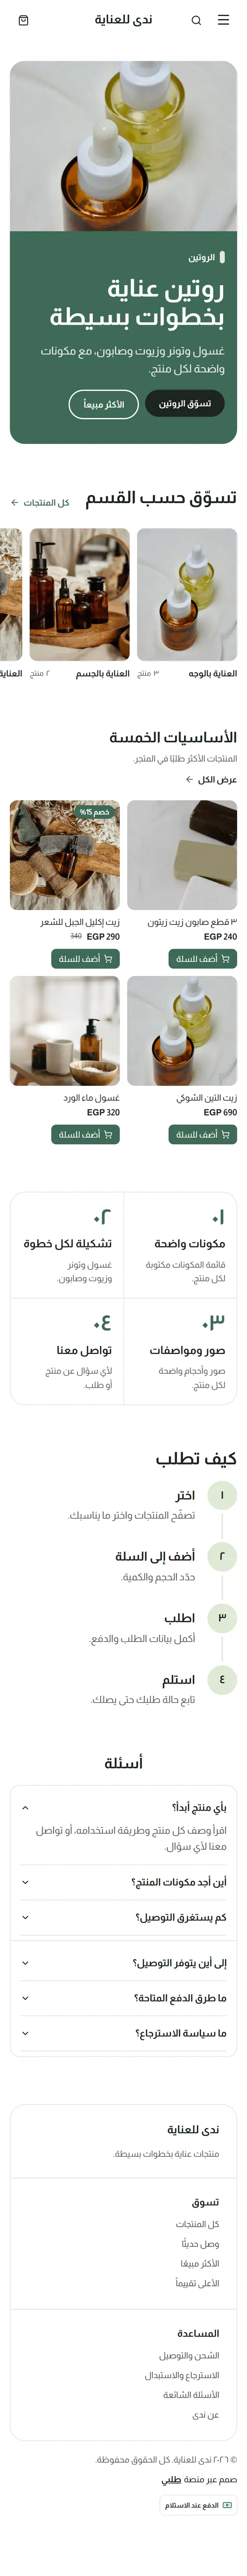 ندى للعناية
الروتين
روتين عناية
بخطوات بسيطة
غسول وتونر وزيوت وصابون، مع مكونات
واضحة لكل منتج.
تسوّق الروتين
الأكثر مبيعاً
تسوّق حسب القسم
كل المنتجات
العناية بالوجه
٣ منتج
العناية بالجسم
٢ منتج
العناية
الأساسيات الخمسة
المنتجات الأكثر طلبًا في المتجر.
عرض الكل
خصم 15%
٣ قطع صابون زيت زيتون
240 EGP
أضف للسلة
زيت إكليل الجبل للشعر
290 EGP 340
أضف للسلة
زيت التين الشوكي
690 EGP
أضف للسلة
غسول ماء الورد
320 EGP
أضف للسلة
٠١
مكونات واضحة
قائمة المكونات مكتوبة
لكل منتج.
٠٢
تشكيلة لكل خطوة
غسول وتونر
وزيوت وصابون.
٠٣
صور ومواصفات
صور وأحجام واضحة
لكل منتج.
٠٤
تواصل معنا
لأي سؤال عن منتج
أو طلب.
كيف تطلب
١
اختر
تصفّح المنتجات واختر ما يناسبك.
٢
أضف إلى السلة
حدّد الحجم والكمية.
٣
اطلب
أكمل بيانات الطلب والدفع.
٤
استلم
تابع حالة طلبك حتى يصلك.
أسئلة
بأي منتج أبدأ؟
اقرأ وصف كل منتج وطريقة استخدامه، أو تواصل
معنا لأي سؤال.
أين أجد مكونات المنتج؟
كم يستغرق التوصيل؟
إلى أين يتوفر التوصيل؟
ما طرق الدفع المتاحة؟
ما سياسة الاسترجاع؟
ندى للعناية
منتجات عناية بخطوات بسيطة.
تسوق
كل المنتجات
وصل حديثًا
الأكثر مبيعًا
الأعلى تقييماً
المساعدة
الشحن والتوصيل
الاسترجاع والاستبدال
الأسئلة الشائعة
عن ندى
© ٢٠٢٦ ندى للعناية. كل الحقوق محفوظة.
صمم عبر منصة طلبي
الدفع عند الاستلام